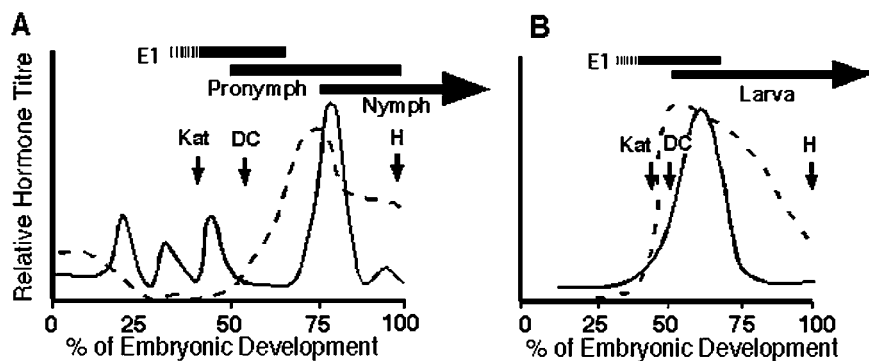 A
E1
Pronymph
Nymph
Kat DC H
Relative Hormone Titre
0 25 50 75 100
% of Embryonic Development
B
E1
Larva
Kat DC H
0 25 50 75 100
% of Embryonic Development